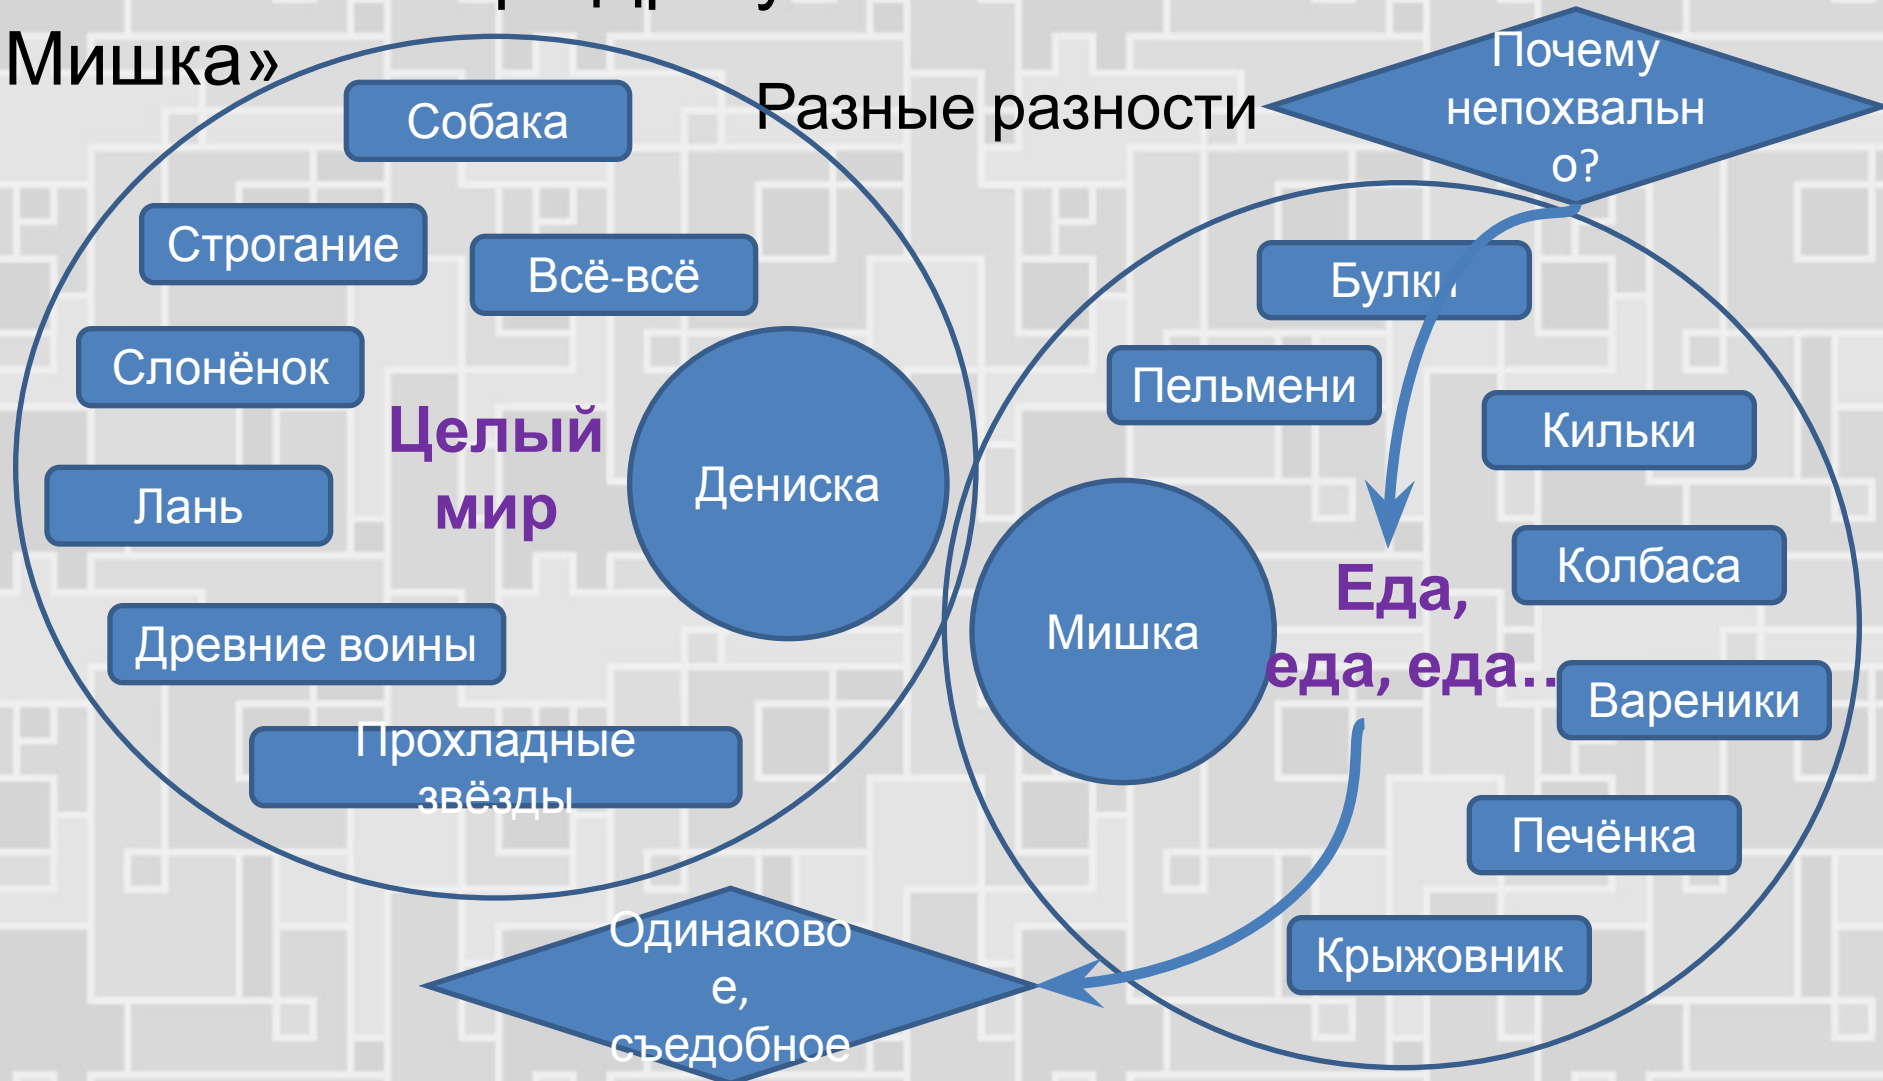 Мишка»
Разные разности
Почему
непохвальн
о?
Собака
Строгание
Всё-всё
Слонёнок
Целый
мир
Лань
Дениска
Древние воины
Прохладные
звёзды
Булки
Пельмени
Кильки
Колбаса
Мишка
Еда,
еда, еда..
Вареники
Печёнка
Крыжовник
Одинаково
е,
съедобное